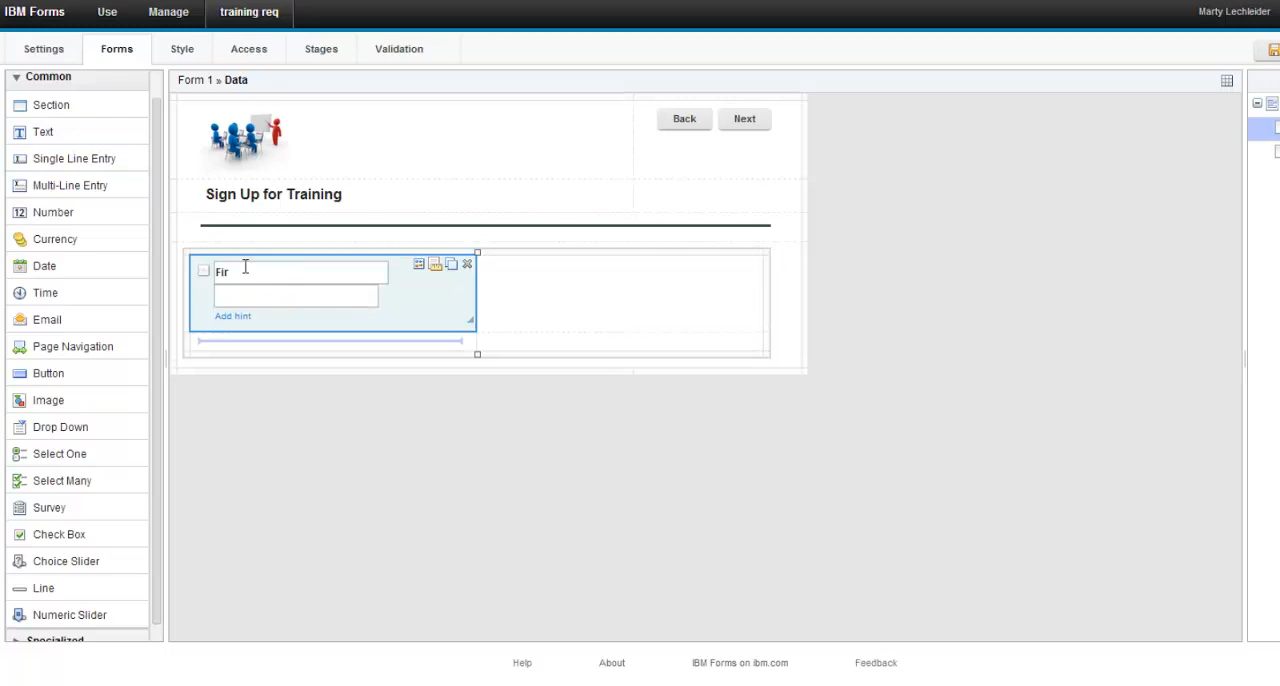 IBM Forms Use Manage training req Marty Lechleider
Settings Forms Style Access Stages Validation
Common
Section
Text
Single Line Entry
Multi-Line Entry
Number
Currency
Date
Time
Email
Page Navigation
Button
Image
Drop Down
Select One
Select Many
Survey
Check Box
Choice Slider
Line
Numeric Slider
Specialized
Form 1 » Data
Back Next
Sign Up for Training
Fir
Add hint
Help About IBM Forms on ibm.com Feedback